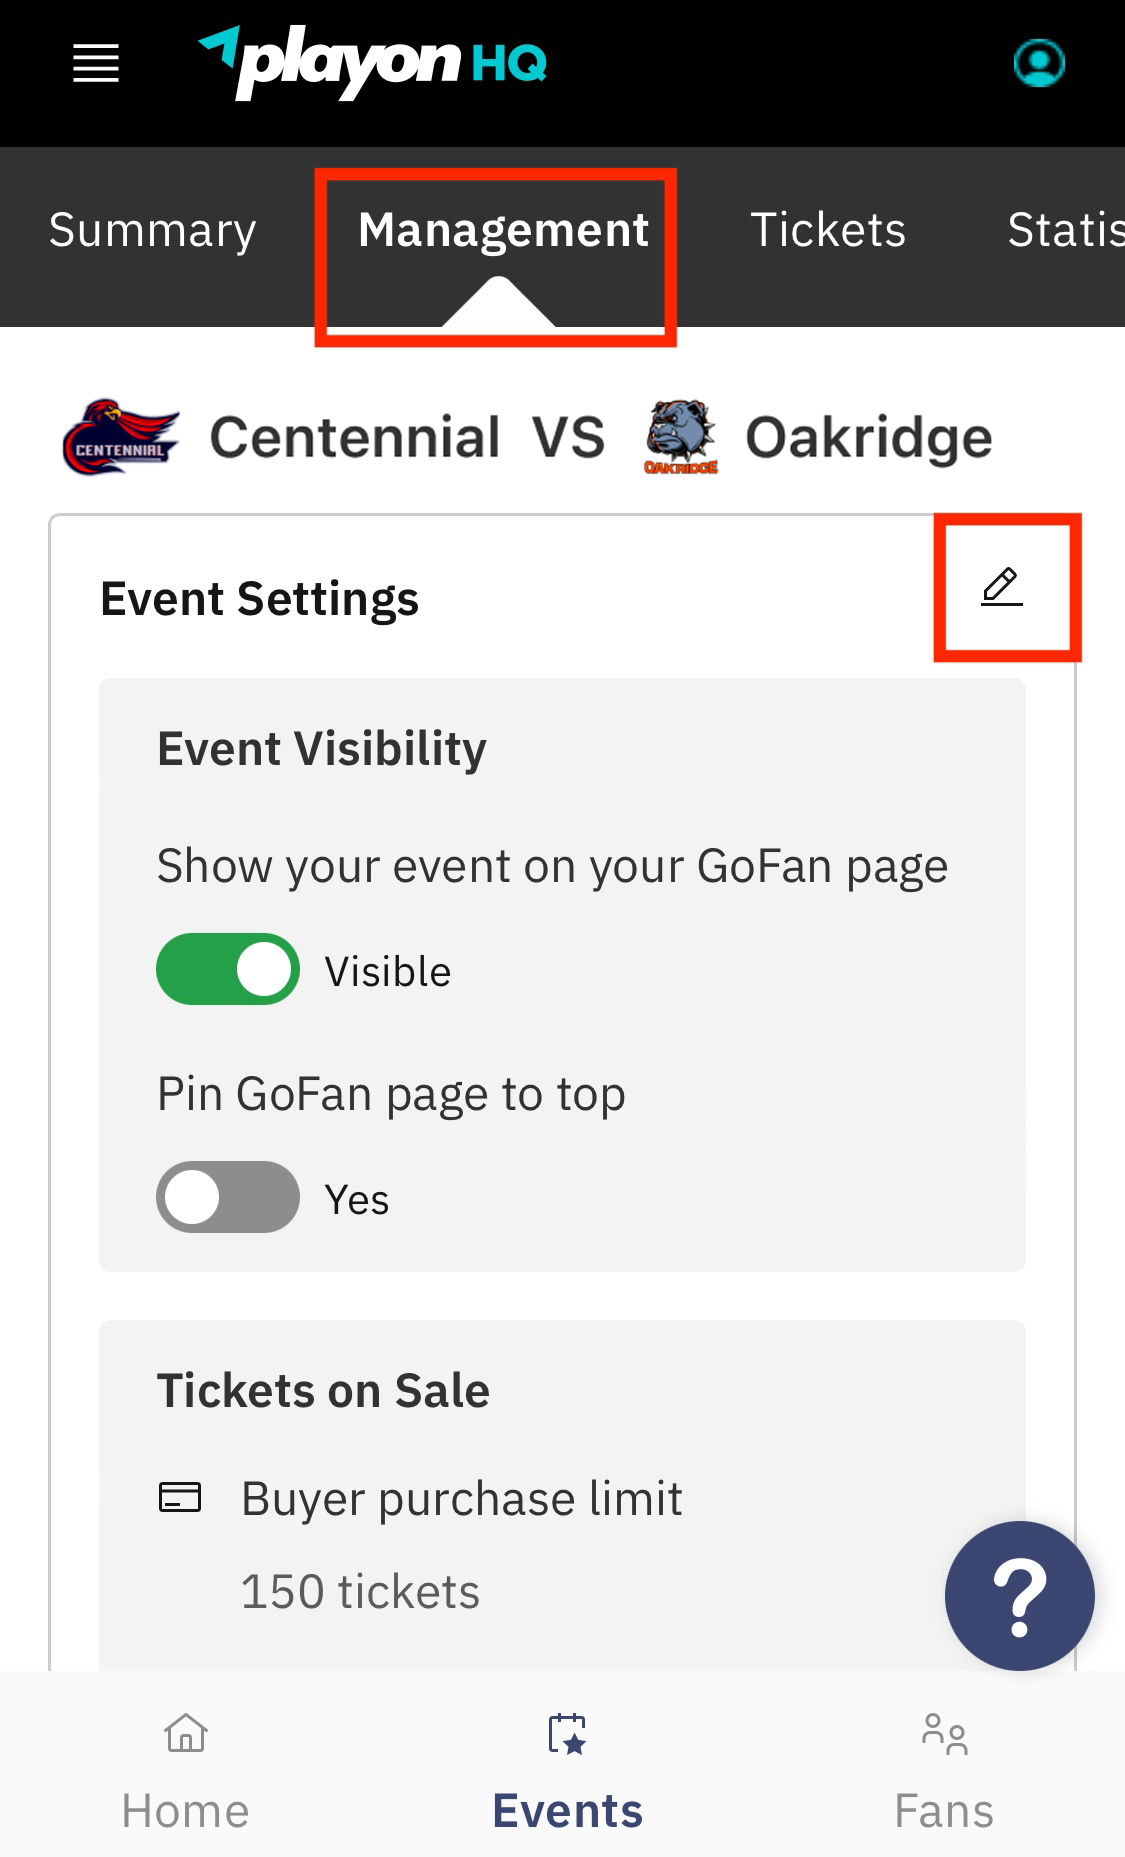 playon HQ
Summary Management Tickets Statis
CENTENNIAL Centennial VS OAKRIDGE Oakridge
Event Settings
Event Visibility
Show your event on your GoFan page
Visible
Pin GoFan page to top
Yes
Tickets on Sale
Buyer purchase limit
150 tickets
?
Home Events Fans